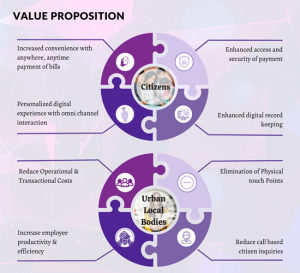 VALUE PROPOSITION
Increased convenience with
anywhere, anytime
payment of bills
Enhanced access and
security of payment
Citizens
Personalized digital
experience with omni channel
interaction
Enhanced digital record
keeping
Reduce Operational &
Transactional Costs
Elimination of Physical
touch Points
Urban
Local
Bodies
Increase employee
productivity &
efficiency
Reduce call based
citizen inquiries